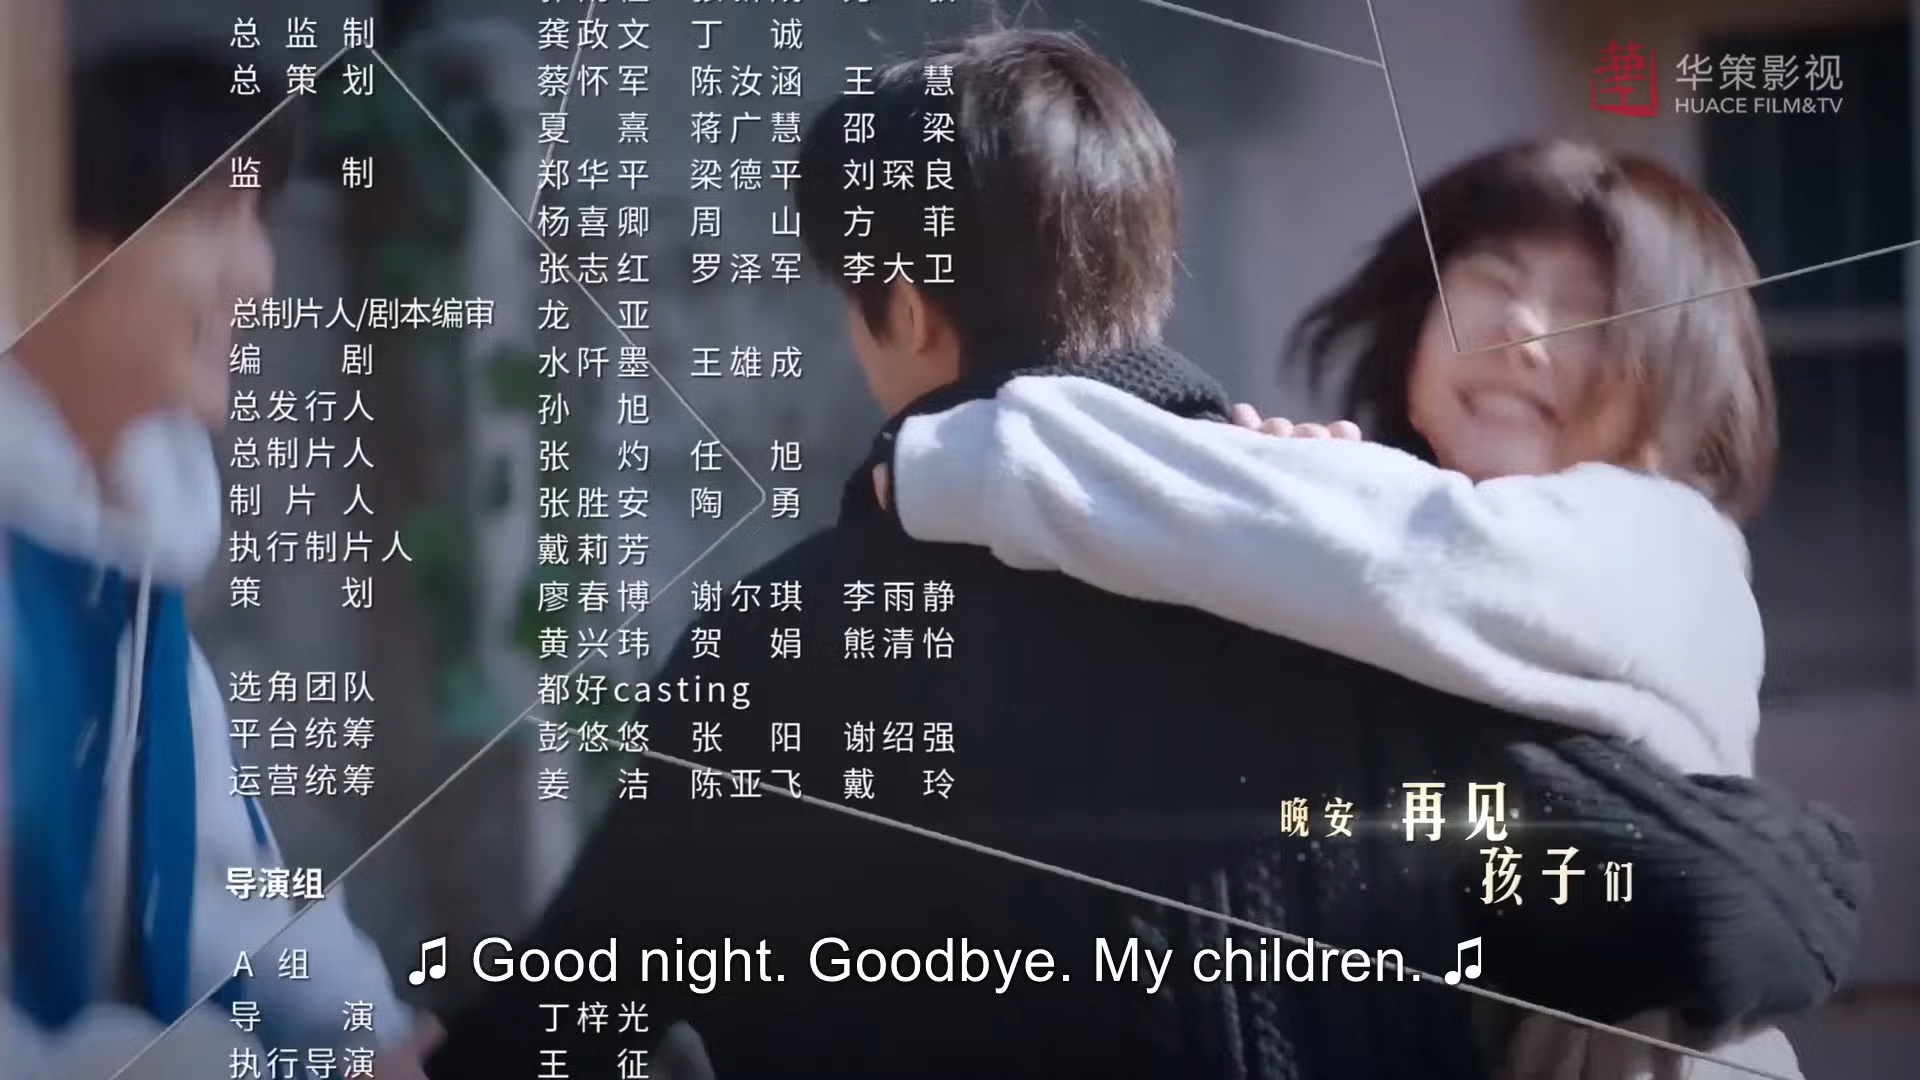 总监制 龚政文 丁诚
总策划 蔡怀军 陈汝涵 王慧
夏熹 蒋广慧 邵梁
监制 郑华平 梁德平 刘琛良
杨喜卿 周山 方菲
张志红 罗泽军 李大卫
总制片人/剧本编审 龙亚
编剧 水阡墨 王雄成
总发行人 孙旭
总制片人 张灼 任旭
制片人 张胜安 陶勇
执行制片人 戴莉芳
策划 廖春博 谢尔琪 李雨静
黄兴玮 贺娟 熊清怡
选角团队 都好casting
平台统筹 彭悠悠 张阳 谢绍强
运营统筹 姜洁 陈亚飞 戴玲
导演组
A组
导演 丁梓光
执行导演 王征
華
华策影视
HUACE FILM&TV
晚安 再见
孩子们
♫ Good night. Goodbye. My children. ♫